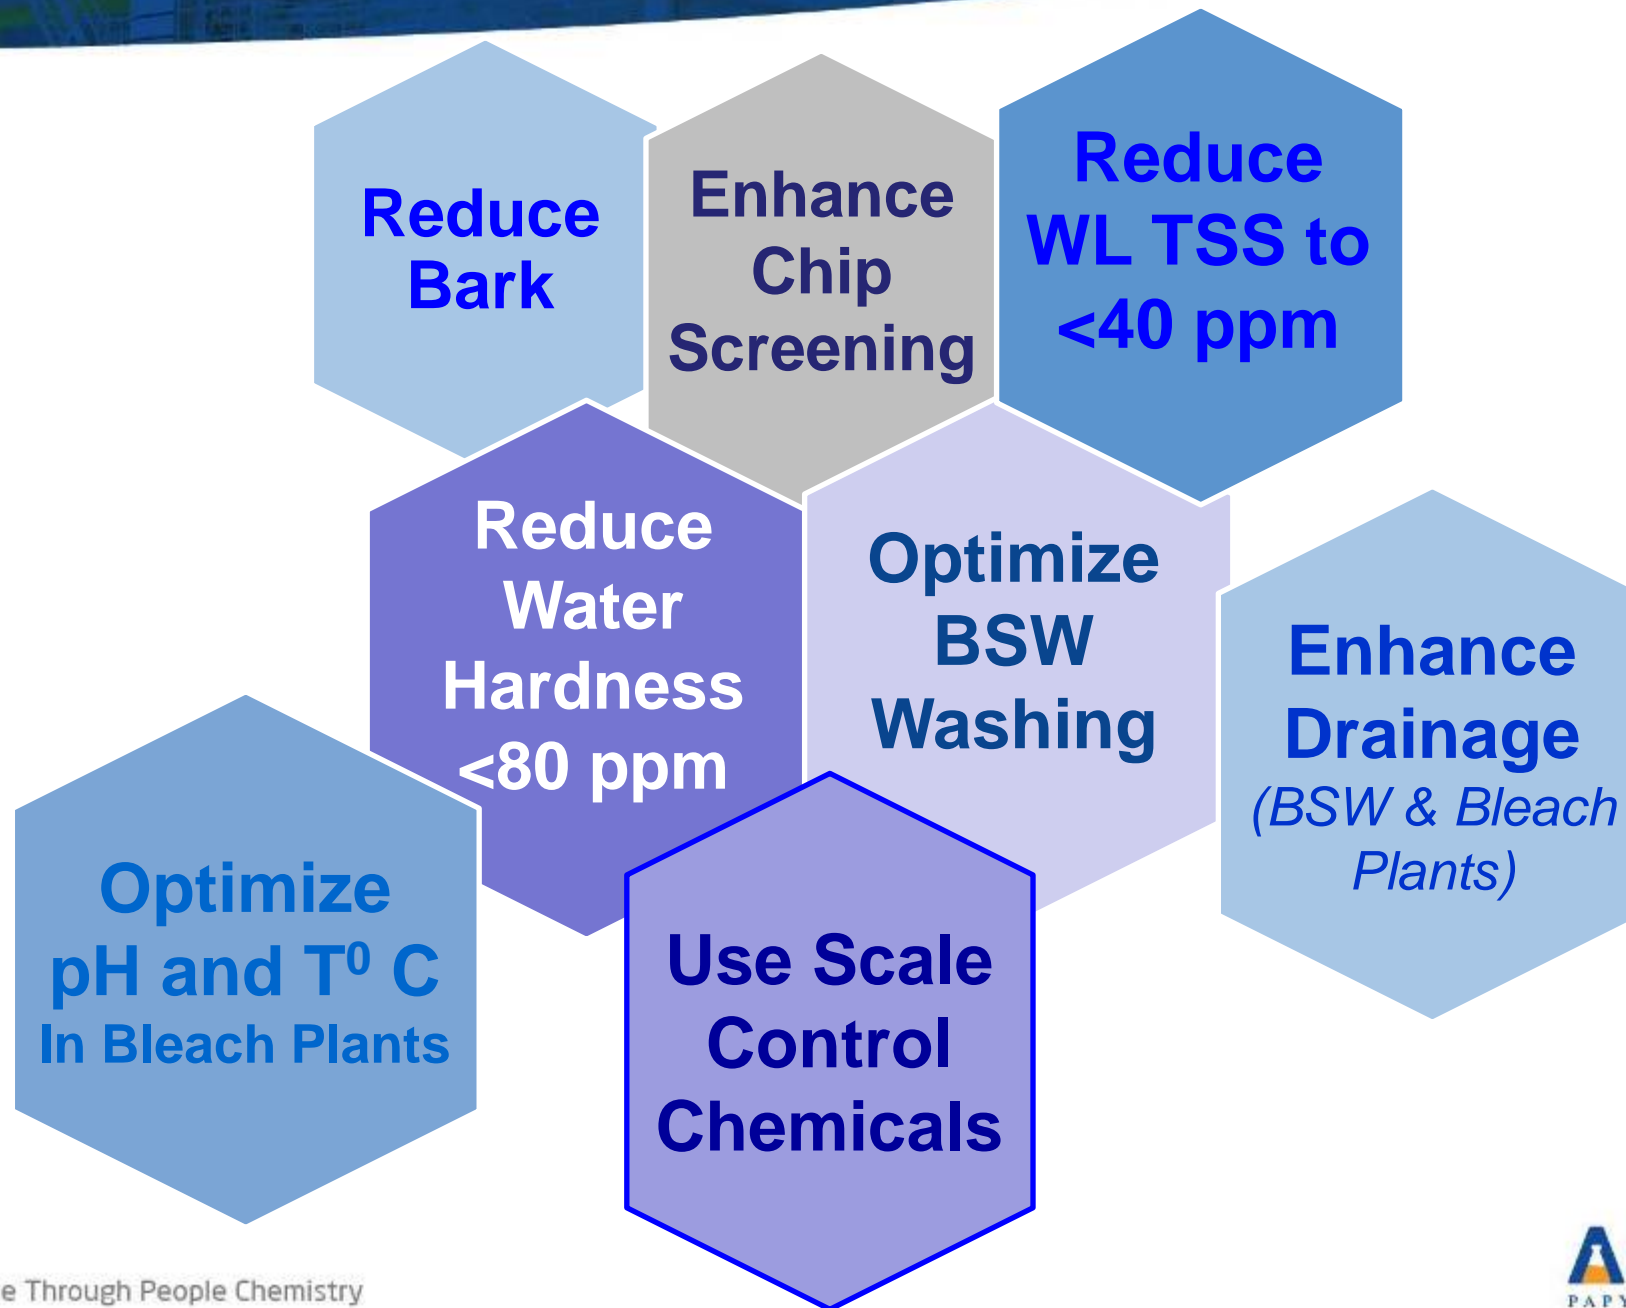 Reduce
Bark
Enhance
Chip
Screening
Reduce
WL TSS to
<40 ppm
Reduce
Water
Hardness
<80 ppm
Optimize
BSW
Washing
Enhance
Drainage
(BSW & Bleach
Plants)
Optimize
pH and T⁰ C
In Bleach Plants
Use Scale
Control
Chemicals
e Through People Chemistry
PAPY